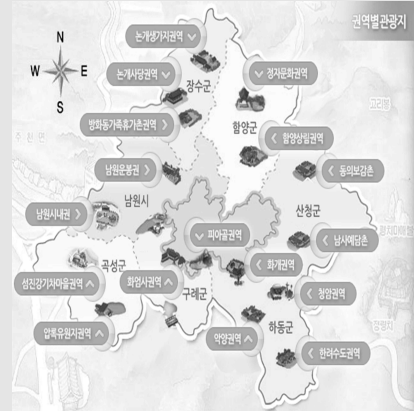 권역별관광지
N
W E
S
논개생가지권역
논개사당권역
장수군
정자문화권역
방화동가족휴가촌권역
함양군
함양상림권역
남원운봉권
동의보감촌
남원시
산청군
남원시내권
피아골권역
남사예담촌
곡성군
화개권역
섬진강기차마을권역
화엄사권역
구례군
청암권역
압록유원지권역
하동군
악양권역
한려수도권역